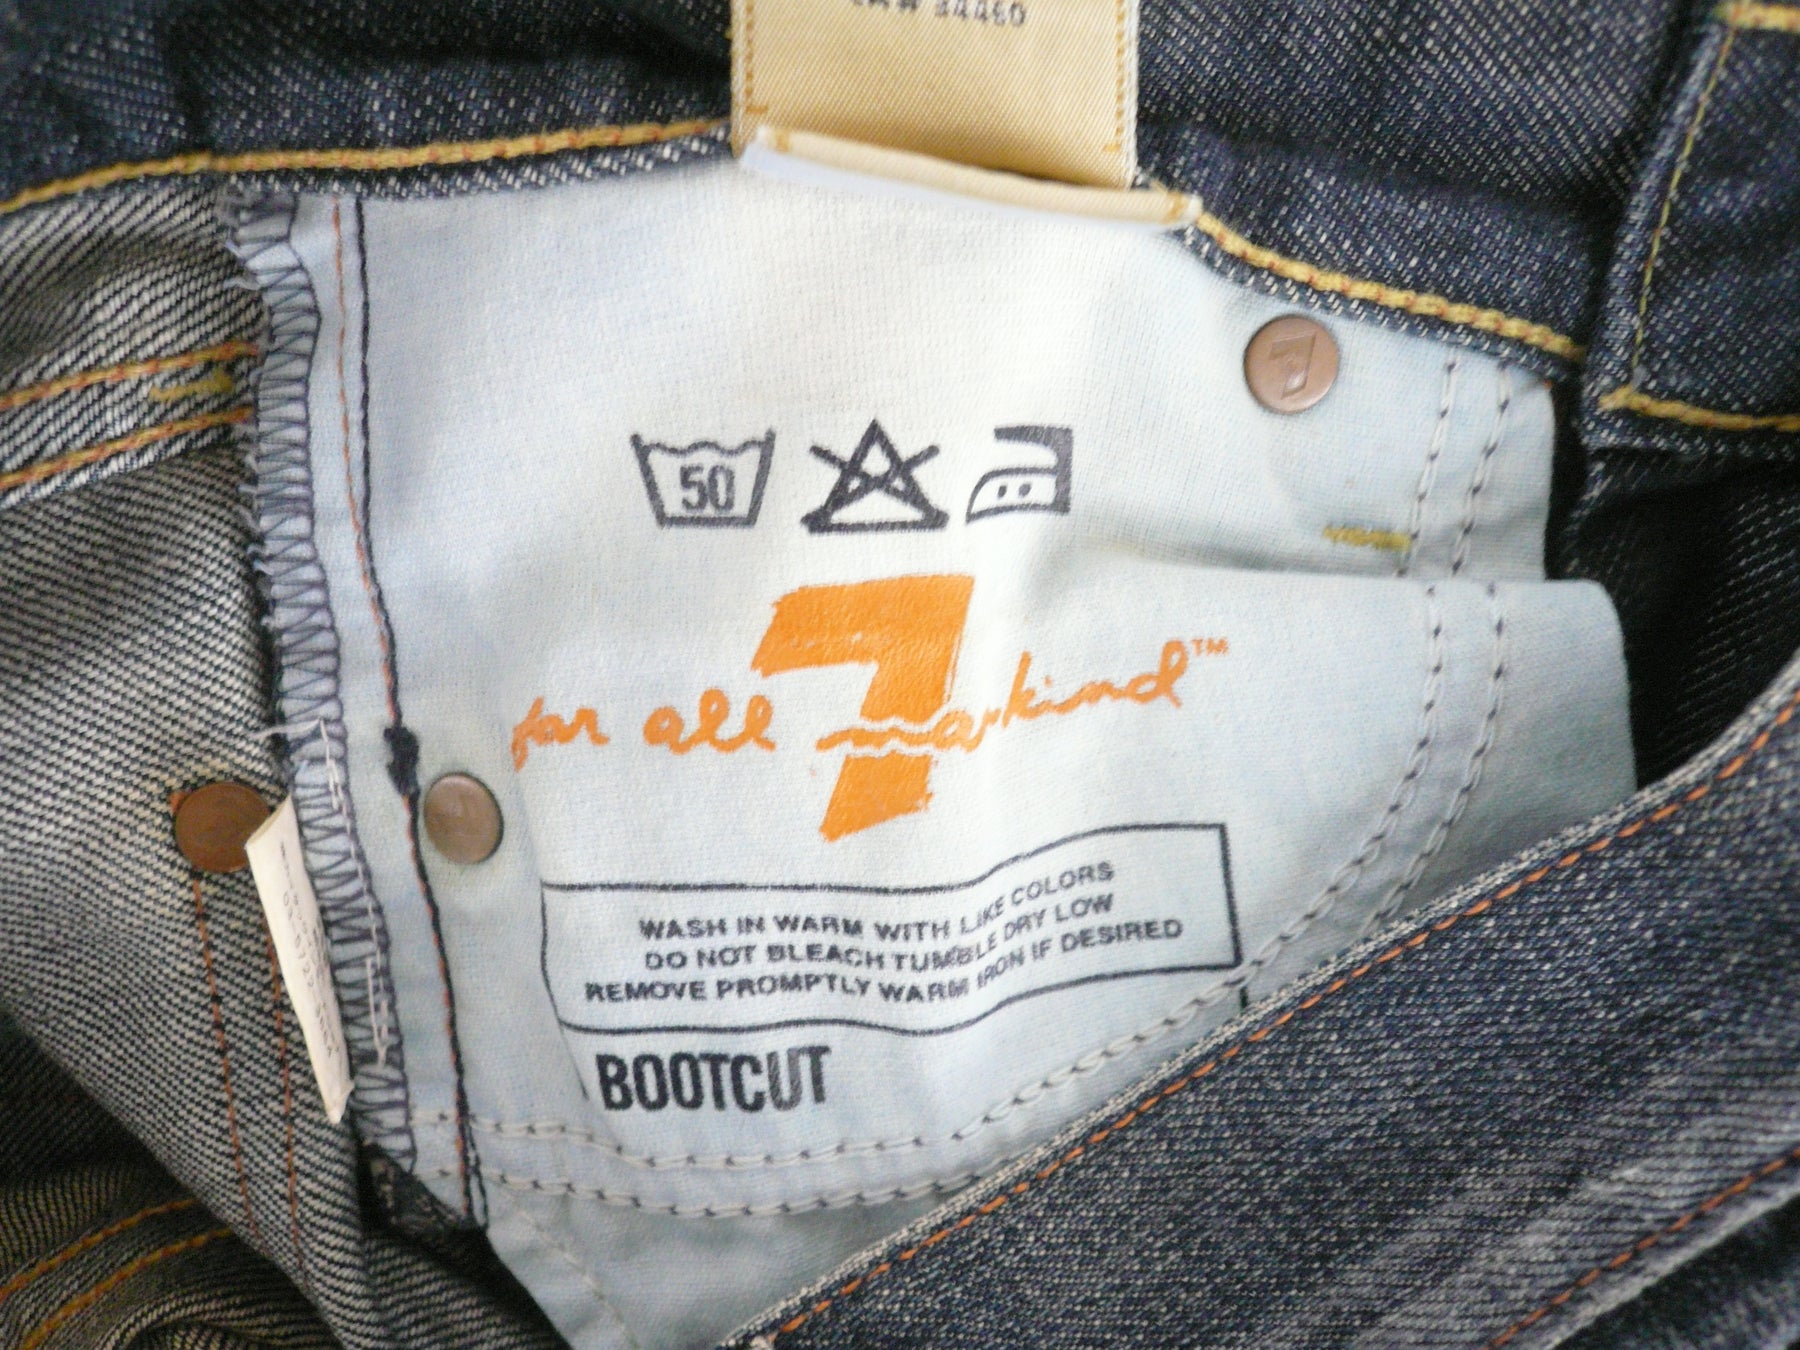 34460
50
7
for all mankind™
WASH IN WARM WITH LIKE COLORS
DO NOT BLEACH TUMBLE DRY LOW
REMOVE PROMPTLY WARM IRON IF DESIRED
BOOTCUT